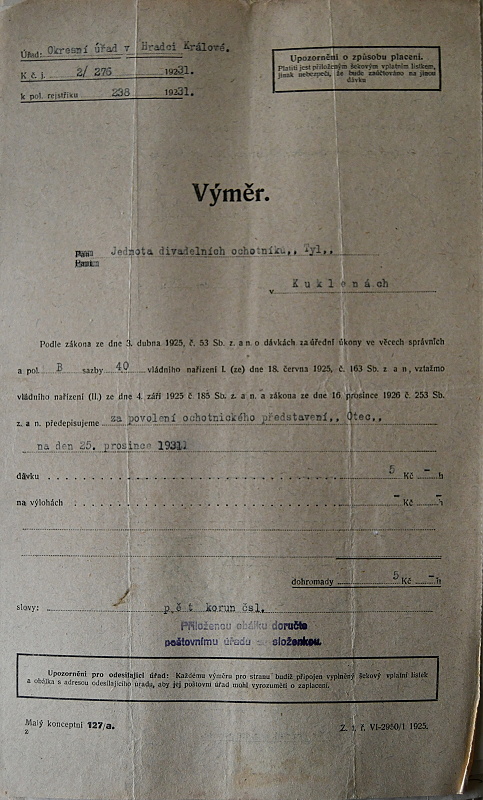 Úřad: Okresní úřad v Hradci Králové.
K č. j. 2/ 276 19231.
k pol. rejstříku 238 19231.
Upozornění o způsobu placení.
Platiti jest přiloženým šekovým vplatním lístkem,
jinak nebezpečí, že bude zaúčtováno na jinou
dávku
Výměr.
Jednota divadelních ochotníků,, Tyl,,
v Kuklenách
Podle zákona ze dne 3. dubna 1925, č. 53 Sb. z. a n. o dávkách za úřední úkony ve věcech správních
a pol. B sazby 40 vládního nařízení I. (ze) dne 18. června 1925, č. 163 Sb. z a n, vztažmo
vládního nařízení (II.) ze dne 4. září 1925 č 185 Sb. z. a n. a zákona ze dne 16. prosince 1926 č. 253 Sb.
z. a n. předepisujeme za povolení ochotnického představení,, Otec,,
na den 25. prosince 1931
dávku 5 Kč - h
na výlohách - Kč -
dohromady 5 Kč - h
slovy: pět korun čsl.
Přiloženou obálku doručte
poštovnímu úřadu se složenkou.
Upozornění pro odesílající úřad: Každému výměru pro stranu budiž připojen vyplněný šekový vplatní lístek
a obálka s adresou odesílajícího úřadu, aby jej poštovní úřad mohl vyrozuměti o zaplacení.
Malý konceptní 127/a.
Z. t. č. VI-2950/1 1925.
2